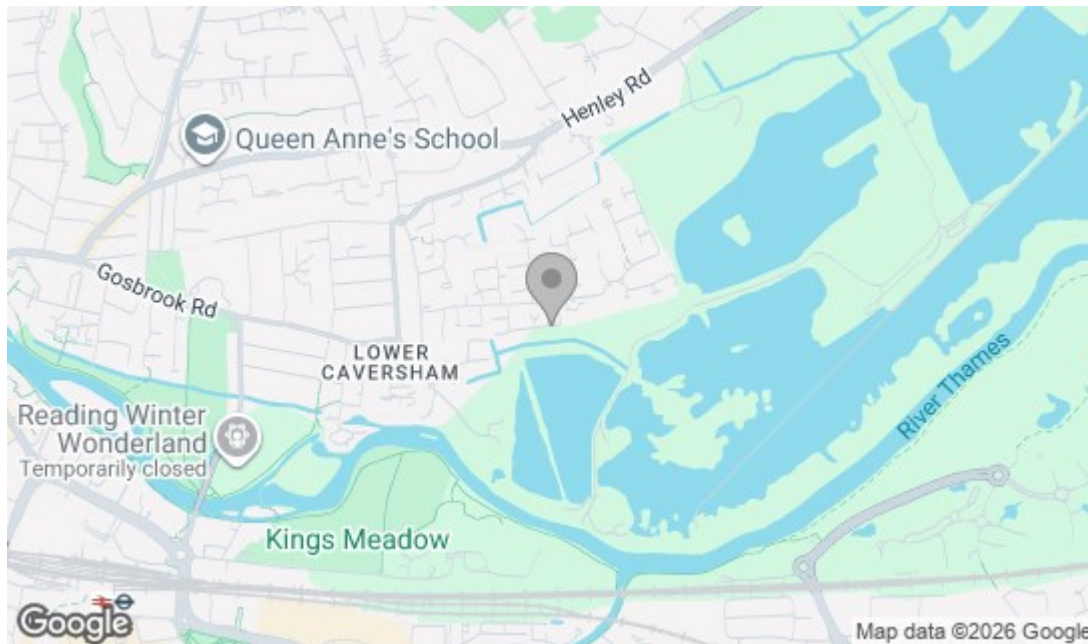 Henley Rd
Queen Anne's School
Gosbrook Rd
LOWER
CAVERSHAM
Reading Winter
Wonderland
Temporarily closed
River Thames
Kings Meadow
Google
Map data ©2026 Google